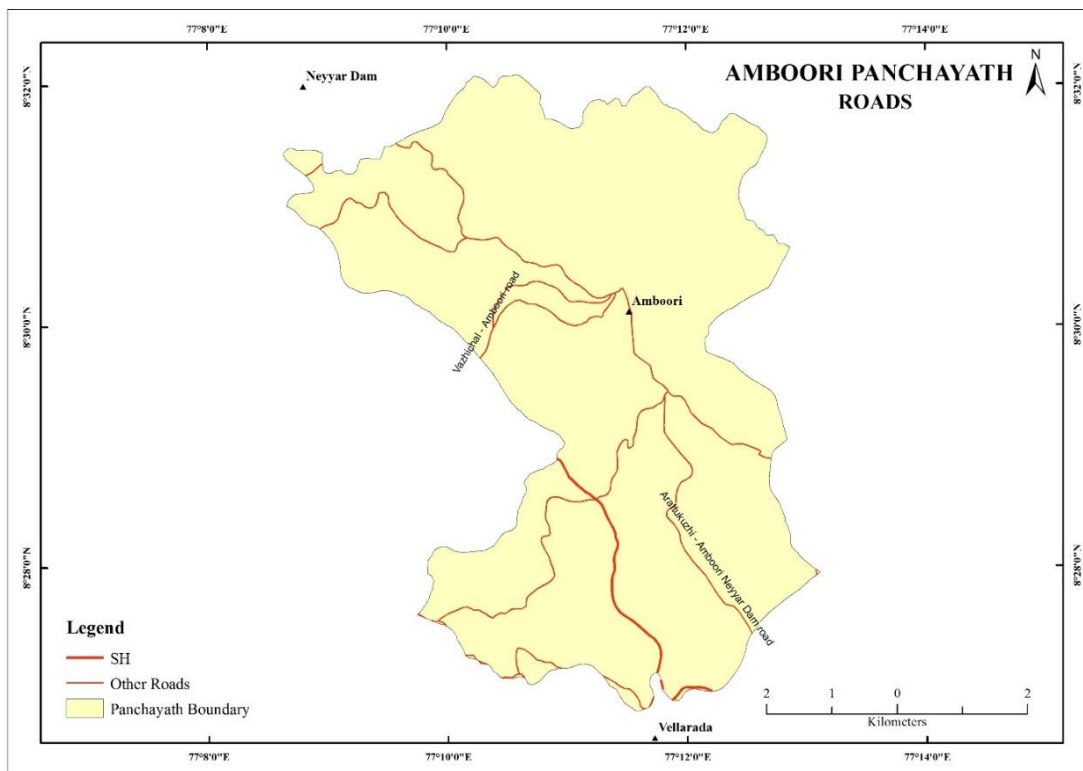 77°8'0"E
77°10'0"E
77°12'0"E
77°14'0"E
AMBOORI PANCHAYATH
ROADS
N
Neyyar Dam
8°32'0"N
8°32'0"N
Vazhichal - Amboori road
Amboori
8°30'0"N
8°30'0"N
Arattukuzhi - Amboori Neyyar Dam road
8°28'0"N
8°28'0"N
Legend
SH
Other Roads
Panchayath Boundary
2 1 0 2
Kilometers
Vellarada
77°8'0"E
77°10'0"E
77°12'0"E
77°14'0"E